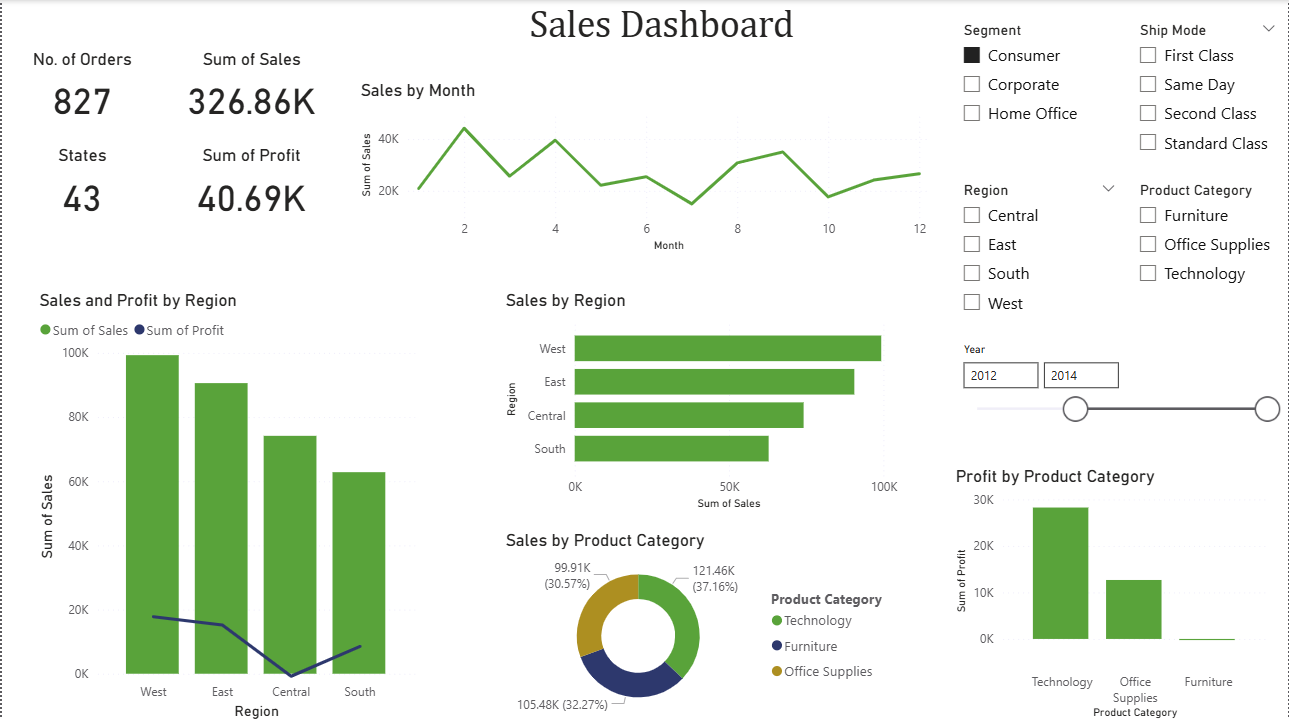 Sales Dashboard
No. of Orders
827
Sum of Sales
326.86K
States
43
Sum of Profit
40.69K
Sales by Month
Sum of Sales
40K
20K
2 4 6 8 10 12
Month
Segment
Consumer
Corporate
Home Office
Ship Mode
First Class
Same Day
Second Class
Standard Class
Region
Central
East
South
West
Product Category
Furniture
Office Supplies
Technology
Year
2012 2014
Sales and Profit by Region
Sum of Sales Sum of Profit
Sum of Sales
100K
80K
60K
40K
20K
0K
West East Central South
Region
Sales by Region
Region
West
East
Central
South
0K 50K 100K
Sum of Sales
Sales by Product Category
99.91K
(30.57%)
121.46K
(37.16%)
105.48K (32.27%)
Product Category
Technology
Furniture
Office Supplies
Profit by Product Category
Sum of Profit
30K
20K
10K
0K
Technology
Office
Supplies
Furniture
Product Category